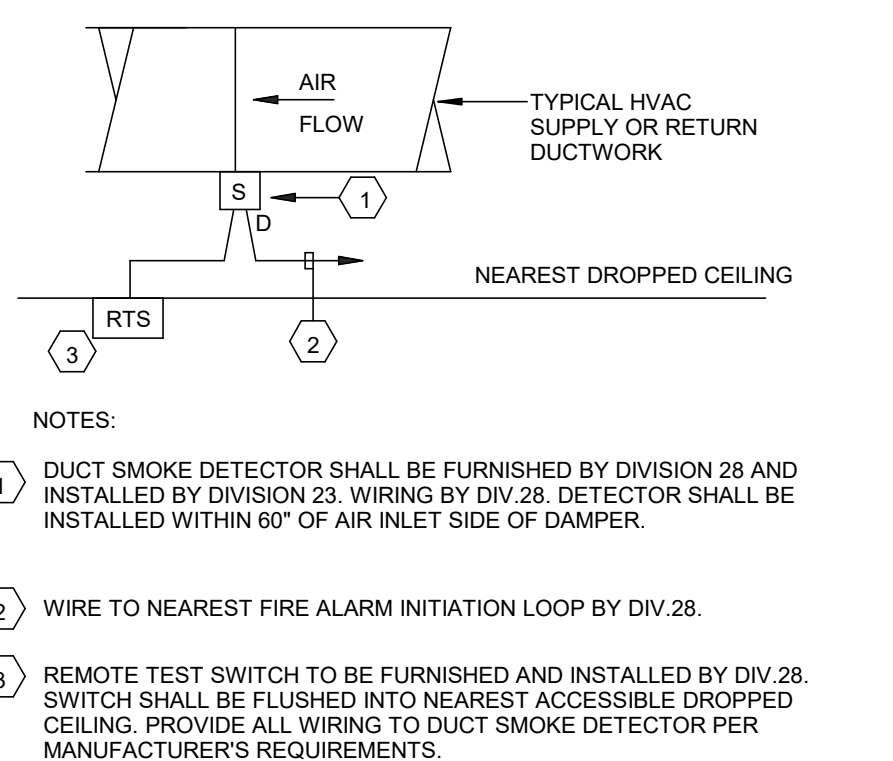 AIR
FLOW
TYPICAL HVAC
SUPPLY OR RETURN
DUCTWORK
S
1
D
NEAREST DROPPED CEILING
RTS
2
3
NOTES:
1
DUCT SMOKE DETECTOR SHALL BE FURNISHED BY DIVISION 28 AND
INSTALLED BY DIVISION 23. WIRING BY DIV.28. DETECTOR SHALL BE
INSTALLED WITHIN 60" OF AIR INLET SIDE OF DAMPER.
2
WIRE TO NEAREST FIRE ALARM INITIATION LOOP BY DIV.28.
3
REMOTE TEST SWITCH TO BE FURNISHED AND INSTALLED BY DIV.28.
SWITCH SHALL BE FLUSHED INTO NEAREST ACCESSIBLE DROPPED
CEILING. PROVIDE ALL WIRING TO DUCT SMOKE DETECTOR PER
MANUFACTURER'S REQUIREMENTS.